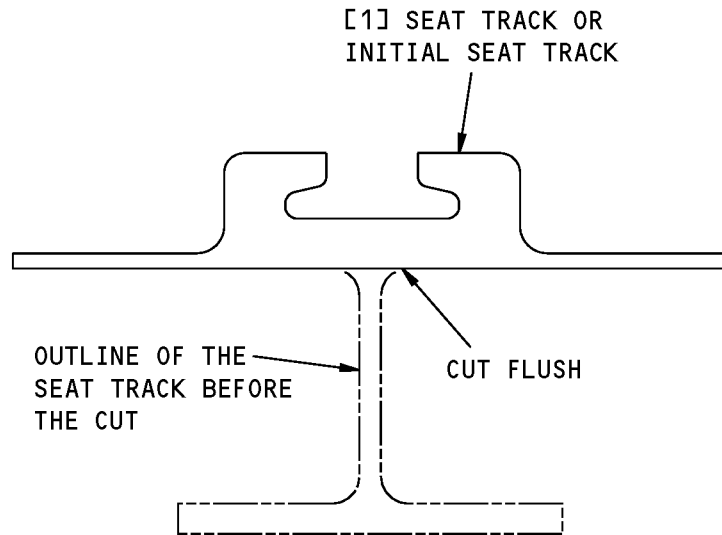 [1] SEAT TRACK OR
INITIAL SEAT TRACK
OUTLINE OF THE
SEAT TRACK BEFORE
THE CUT
CUT FLUSH